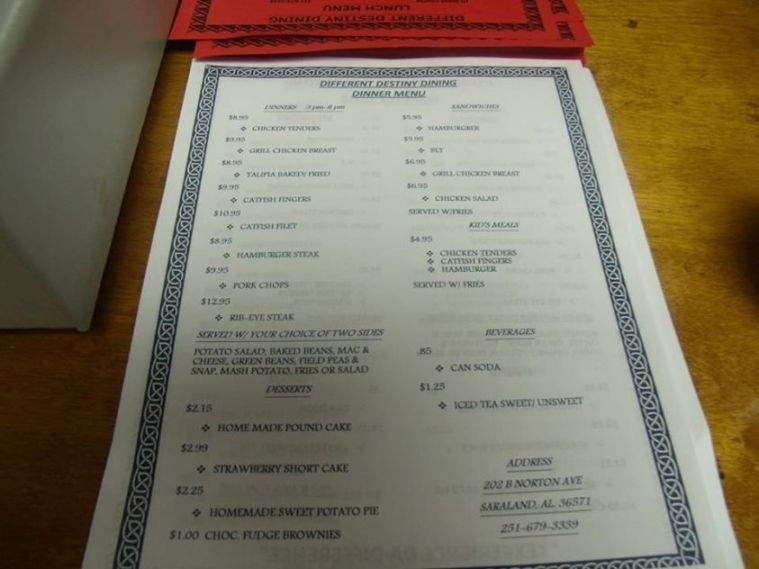 DIFFERENT DESTINY DINING
LUNCH MENU
DIFFERENT DESTINY DINING
DINNER MENU
DINNERS 3 pm-8 pm
$8.95
CHICKEN TENDERS
$9.95
GRILL CHICKEN BREAST
$8.95
TALIPIA BAKED/ FRIED
$9.95
CATFISH FINGERS
$10.95
CATFISH FILET
$8.95
HAMBURGER STEAK
$9.95
PORK CHOPS
$12.95
RIB-EYE STEAK
SERVED W/ YOUR CHOICE OF TWO SIDES
POTATO SALAD, BAKED BEANS, MAC &
CHEESE, GREEN BEANS, FIELD PEAS &
SNAP, MASH POTATO, FRIES OR SALAD
DESSERTS
$2.15
HOME MADE POUND CAKE
$2.99
STRAWBERRY SHORT CAKE
$2.25
HOMEMADE SWEET POTATO PIE
$1.00 CHOC. FUDGE BROWNIES
SANDWICHES
$5.95
HAMBURGRER
$5.95
BLT
$6.95
GRILL CHICKEN BREAST
$6.95
CHICKEN SALAD
SERVED W/FRIES
KID'S MEALS
$4.95
CHICKEN TENDERS
CATFISH FINGERS
HAMBURGER
SERVED W/ FRIES
BEVERAGES
.85
CAN SODA
$1.25
ICED TEA SWEET/ UNSWEET
ADDRESS
202 B NORTON AVE
SARALAND, AL 36571
251-679-3339